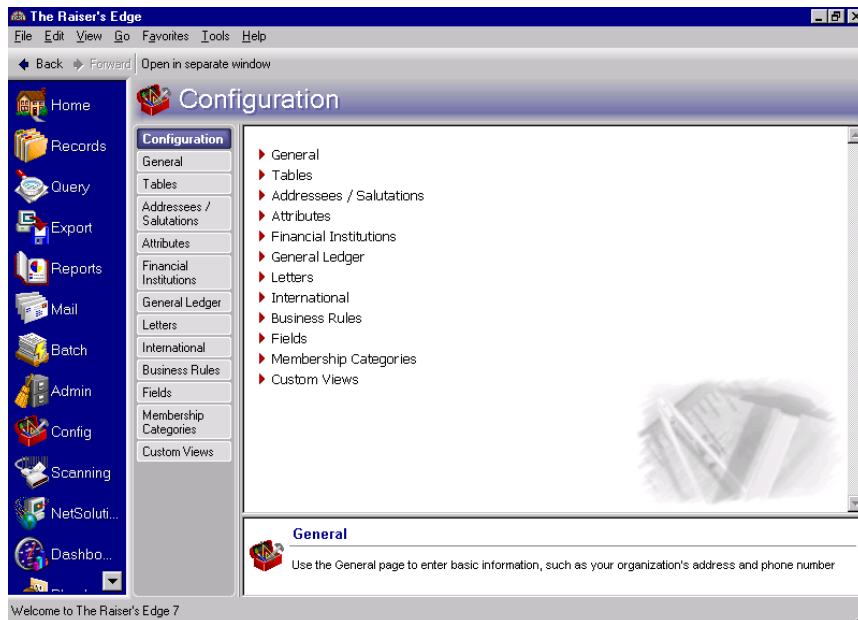 The Raiser's Edge
File Edit View Go Favorites Tools Help
Back Forward Open in separate window
Configuration
Home
Records
Query
Export
Reports
Mail
Batch
Admin
Config
Scanning
NetSoluti...
Dashbo...
Configuration
General
Tables
Addressees /
Salutations
Attributes
Financial
Institutions
General Ledger
Letters
International
Business Rules
Fields
Membership
Categories
Custom Views
General
Tables
Addressees / Salutations
Attributes
Financial Institutions
General Ledger
Letters
International
Business Rules
Fields
Membership Categories
Custom Views
General
Use the General page to enter basic information, such as your organization's address and phone number
Welcome to The Raiser's Edge 7